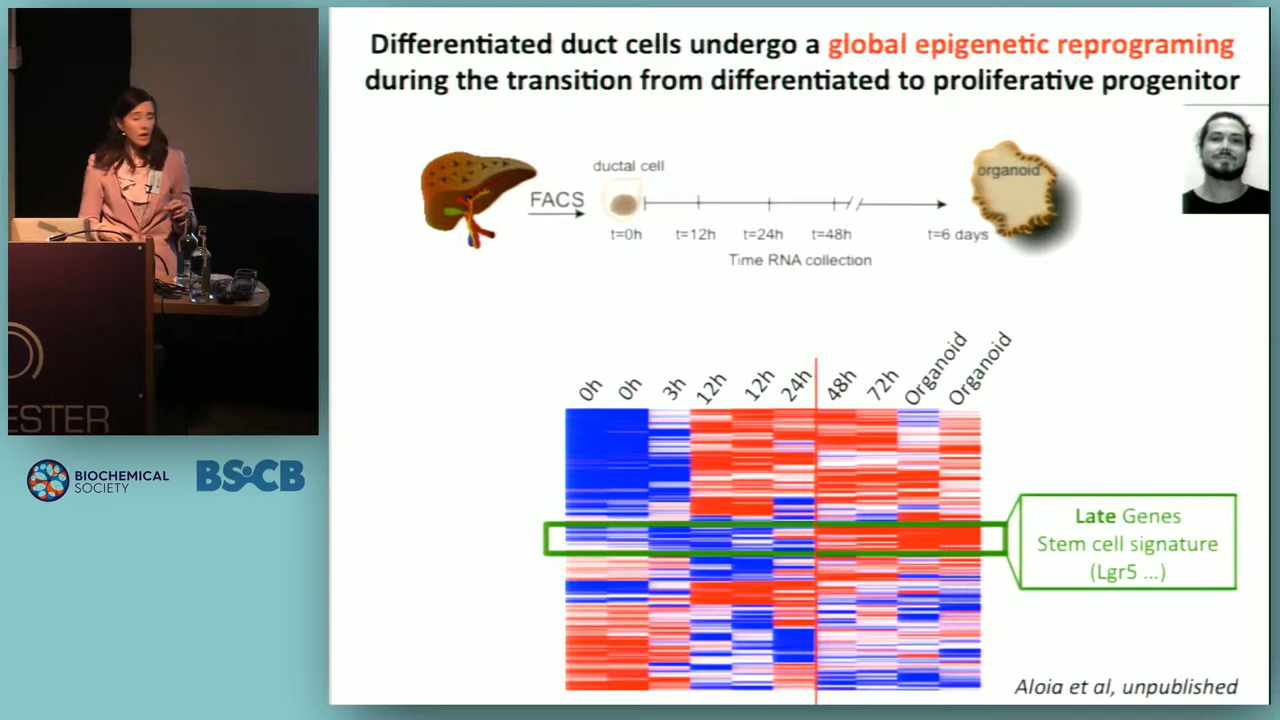 Differentiated duct cells undergo a global epigenetic reprograming
during the transition from differentiated to proliferative progenitor
ductal cell
organoid
FACS
t=0h
t=12h
t=24h
t=48h
t=6 days
Time RNA collection
0h
0h
3h
12h
12h
24h
48h
72h
Organoid
Organoid
Late Genes
Stem cell signature
(Lgr5 ...)
Aloia et al, unpublished
ESTER
BIOCHEMICAL
SOCIETY
BSCB